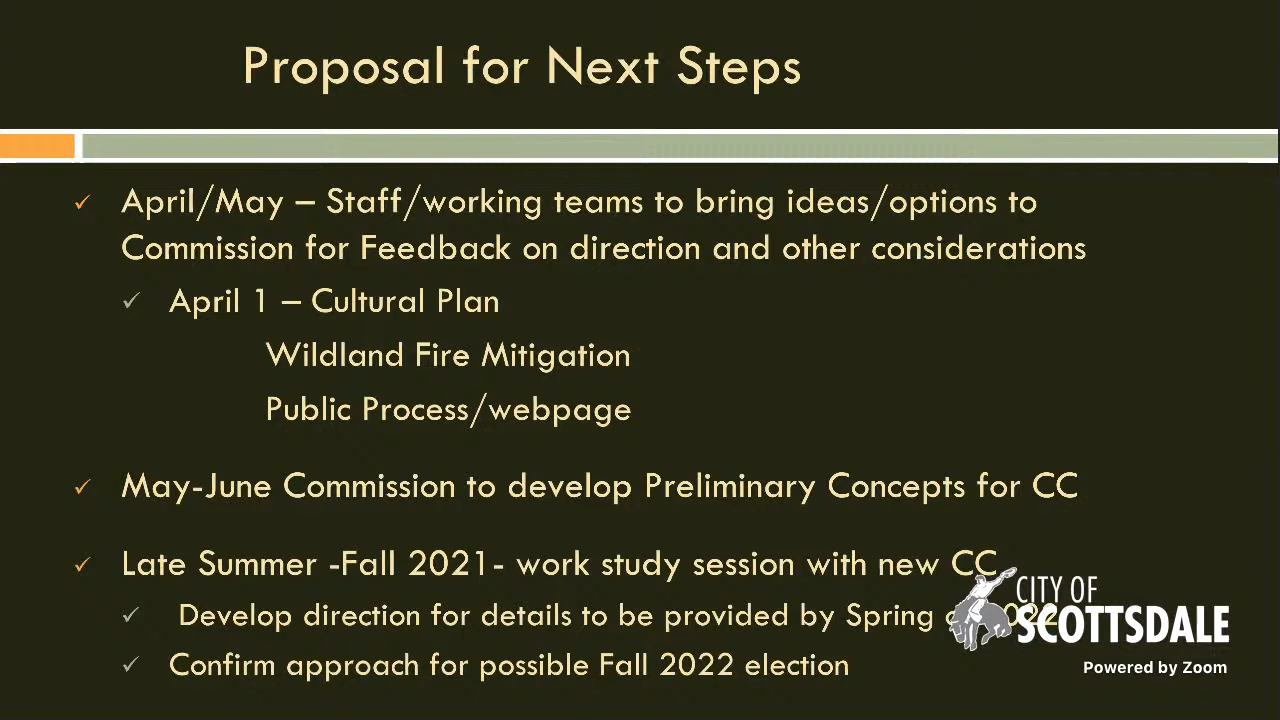 Proposal for Next Steps
April/May – Staff/working teams to bring ideas/options to
Commission for Feedback on direction and other considerations
April 1 – Cultural Plan
Wildland Fire Mitigation
Public Process/webpage
May-June Commission to develop Preliminary Concepts for CC
Late Summer -Fall 2021- work study session with new CC
Develop direction for details to be provided by Spring
Confirm approach for possible Fall 2022 election
CITY OF
SCOTTSDALE
Powered by Zoom